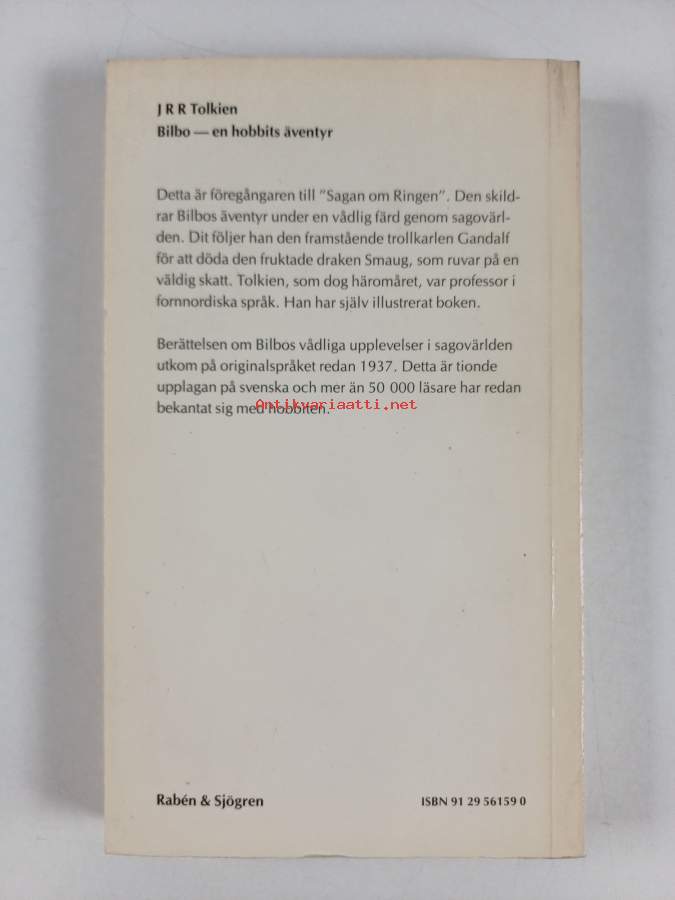 J R R Tolkien
Bilbo — en hobbits äventyr
Detta är föregångaren till ”Sagan om Ringen”. Den skild-
rar Bilbos äventyr under en vådlig färd genom sagovärl-
den. Dit följer han den framstående trollkarlen Gandalf
för att döda den fruktade draken Smaug, som ruvar på en
väldig skatt. Tolkien, som dog häromåret, var professor i
fornnordiska språk. Han har själv illustrerat boken.
Berättelsen om Bilbos vådliga upplevelser i sagovärlden
utkom på originalspråket redan 1937. Detta är tionde
upplagan på svenska och mer än 50 000 läsare har redan
bekantat sig med hobbiten.
Antikvariaatti.net
Rabén & Sjögren
ISBN 91 29 56159 0